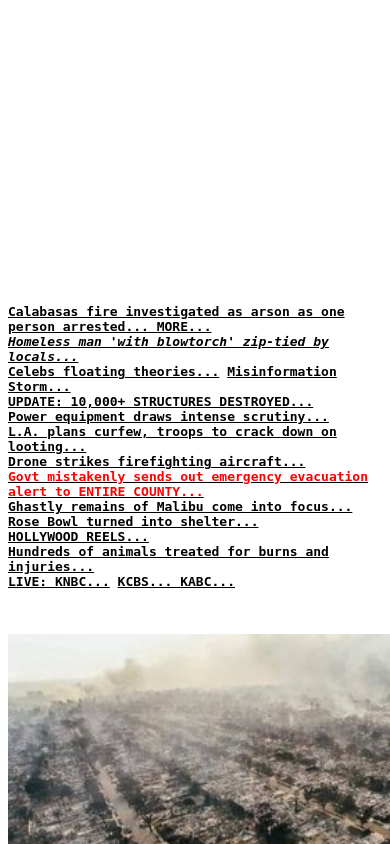 Calabasas fire investigated as arson as one
person arrested... MORE...
Homeless man 'with blowtorch' zip-tied by
locals...
Celebs floating theories... Misinformation
Storm...
UPDATE: 10,000+ STRUCTURES DESTROYED...
Power equipment draws intense scrutiny...
L.A. plans curfew, troops to crack down on
looting...
Drone strikes firefighting aircraft...
Govt mistakenly sends out emergency evacuation
alert to ENTIRE COUNTY...
Ghastly remains of Malibu come into focus...
Rose Bowl turned into shelter...
HOLLYWOOD REELS...
Hundreds of animals treated for burns and
injuries...
LIVE: KNBC... KCBS... KABC...